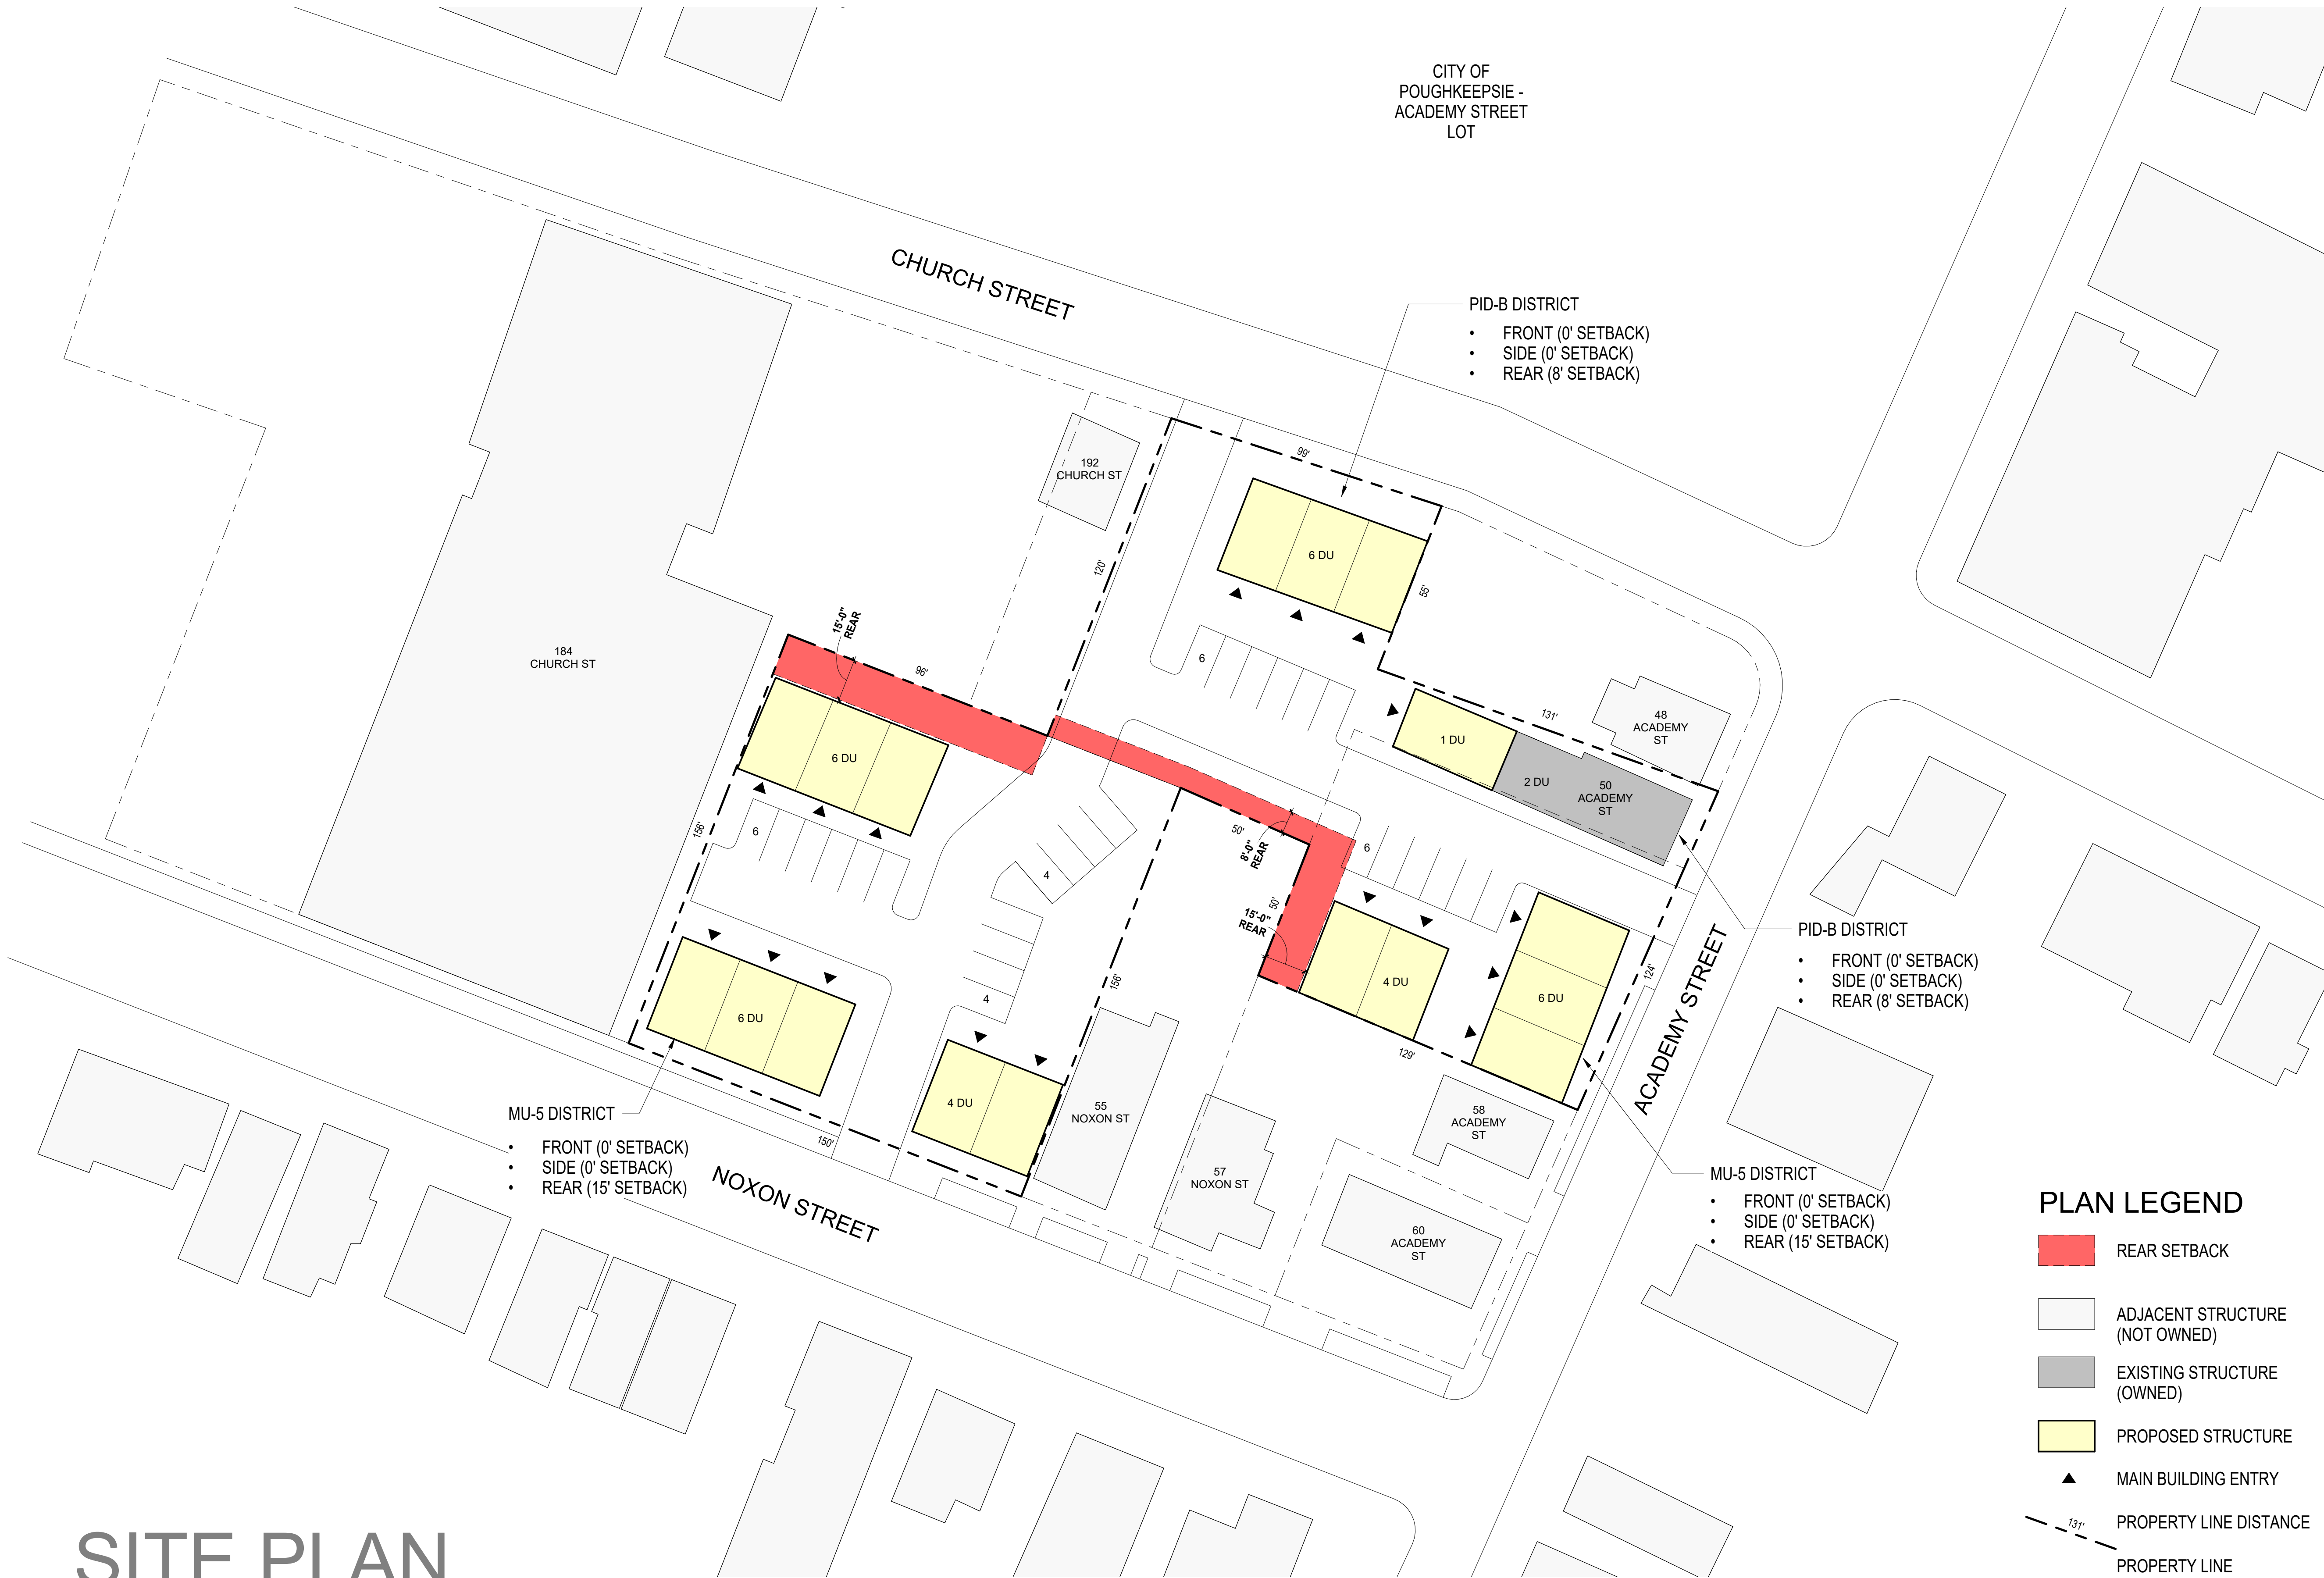 CITY OF
POUGHKEEPSIE -
ACADEMY STREET
LOT
CHURCH STREET
PID-B DISTRICT
• FRONT (0' SETBACK)
• SIDE (0' SETBACK)
• REAR (8' SETBACK)
99'
192
CHURCH ST
6 DU
120'
55'
15'-0"
REAR
184
CHURCH ST
96'
6
131'
48
ACADEMY
ST
1 DU
2 DU
50
ACADEMY
ST
6 DU
156'
6
50'
8'-0"
REAR
6
4
50'
15'-0"
REAR
PID-B DISTRICT
• FRONT (0' SETBACK)
• SIDE (0' SETBACK)
• REAR (8' SETBACK)
124'
ACADEMY STREET
4 DU
6 DU
156'
4
6 DU
129'
4 DU
55
NOXON ST
58
ACADEMY
ST
MU-5 DISTRICT
• FRONT (0' SETBACK)
• SIDE (0' SETBACK)
• REAR (15' SETBACK)
150'
NOXON STREET
57
NOXON ST
60
ACADEMY
ST
MU-5 DISTRICT
• FRONT (0' SETBACK)
• SIDE (0' SETBACK)
• REAR (15' SETBACK)
PLAN LEGEND
REAR SETBACK
ADJACENT STRUCTURE
(NOT OWNED)
EXISTING STRUCTURE
(OWNED)
PROPOSED STRUCTURE
MAIN BUILDING ENTRY
131'
PROPERTY LINE DISTANCE
PROPERTY LINE
SITE PLAN